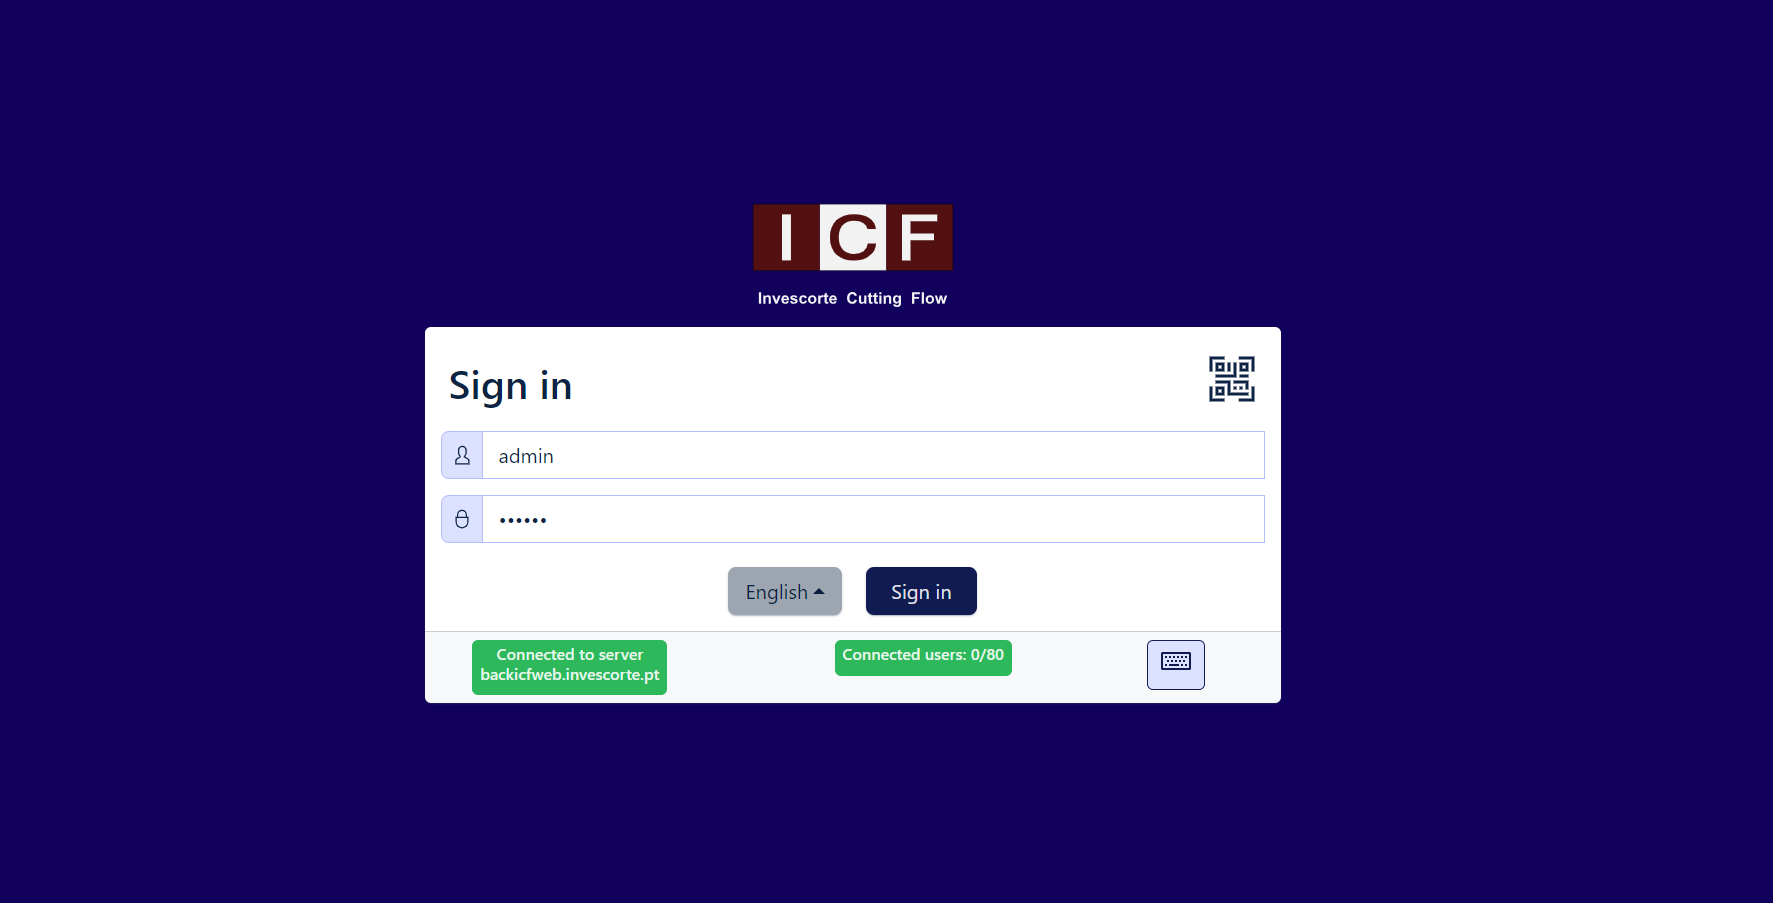 I C F
Invescorte Cutting Flow
Sign in
admin
••••••
English
Sign in
Connected to server
backicfweb.invescorte.pt
Connected users: 0/80